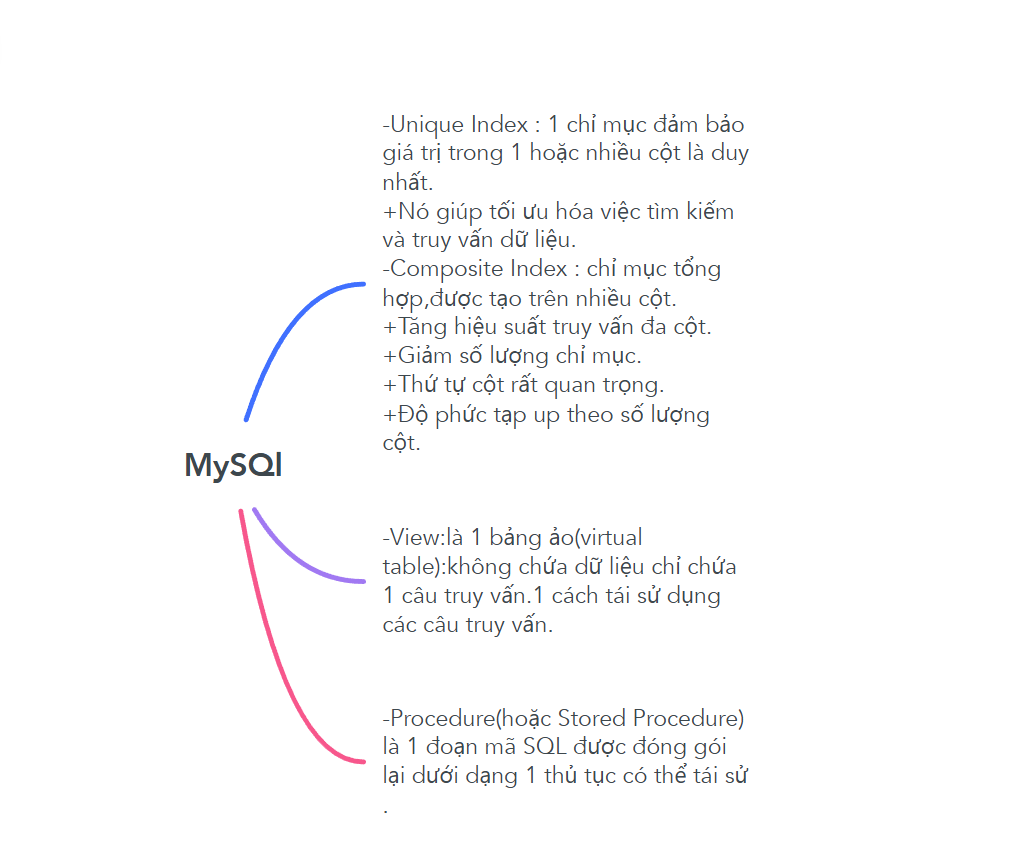 -Unique Index : 1 chỉ mục đảm bảo
giá trị trong 1 hoặc nhiều cột là duy
nhất.
+Nó giúp tối ưu hóa việc tìm kiếm
và truy vấn dữ liệu.
-Composite Index : chỉ mục tổng
hợp,được tạo trên nhiều cột.
+Tăng hiệu suất truy vấn đa cột.
+Giảm số lượng chỉ mục.
+Thứ tự cột rất quan trọng.
+Độ phức tạp up theo số lượng
cột.
MySQl
-View:là 1 bảng ảo(virtual
table):không chứa dữ liệu chỉ chứa
1 câu truy vấn.1 cách tái sử dụng
các câu truy vấn.
-Procedure(hoặc Stored Procedure)
là 1 đoạn mã SQL được đóng gói
lại dưới dạng 1 thủ tục có thể tái sử
.